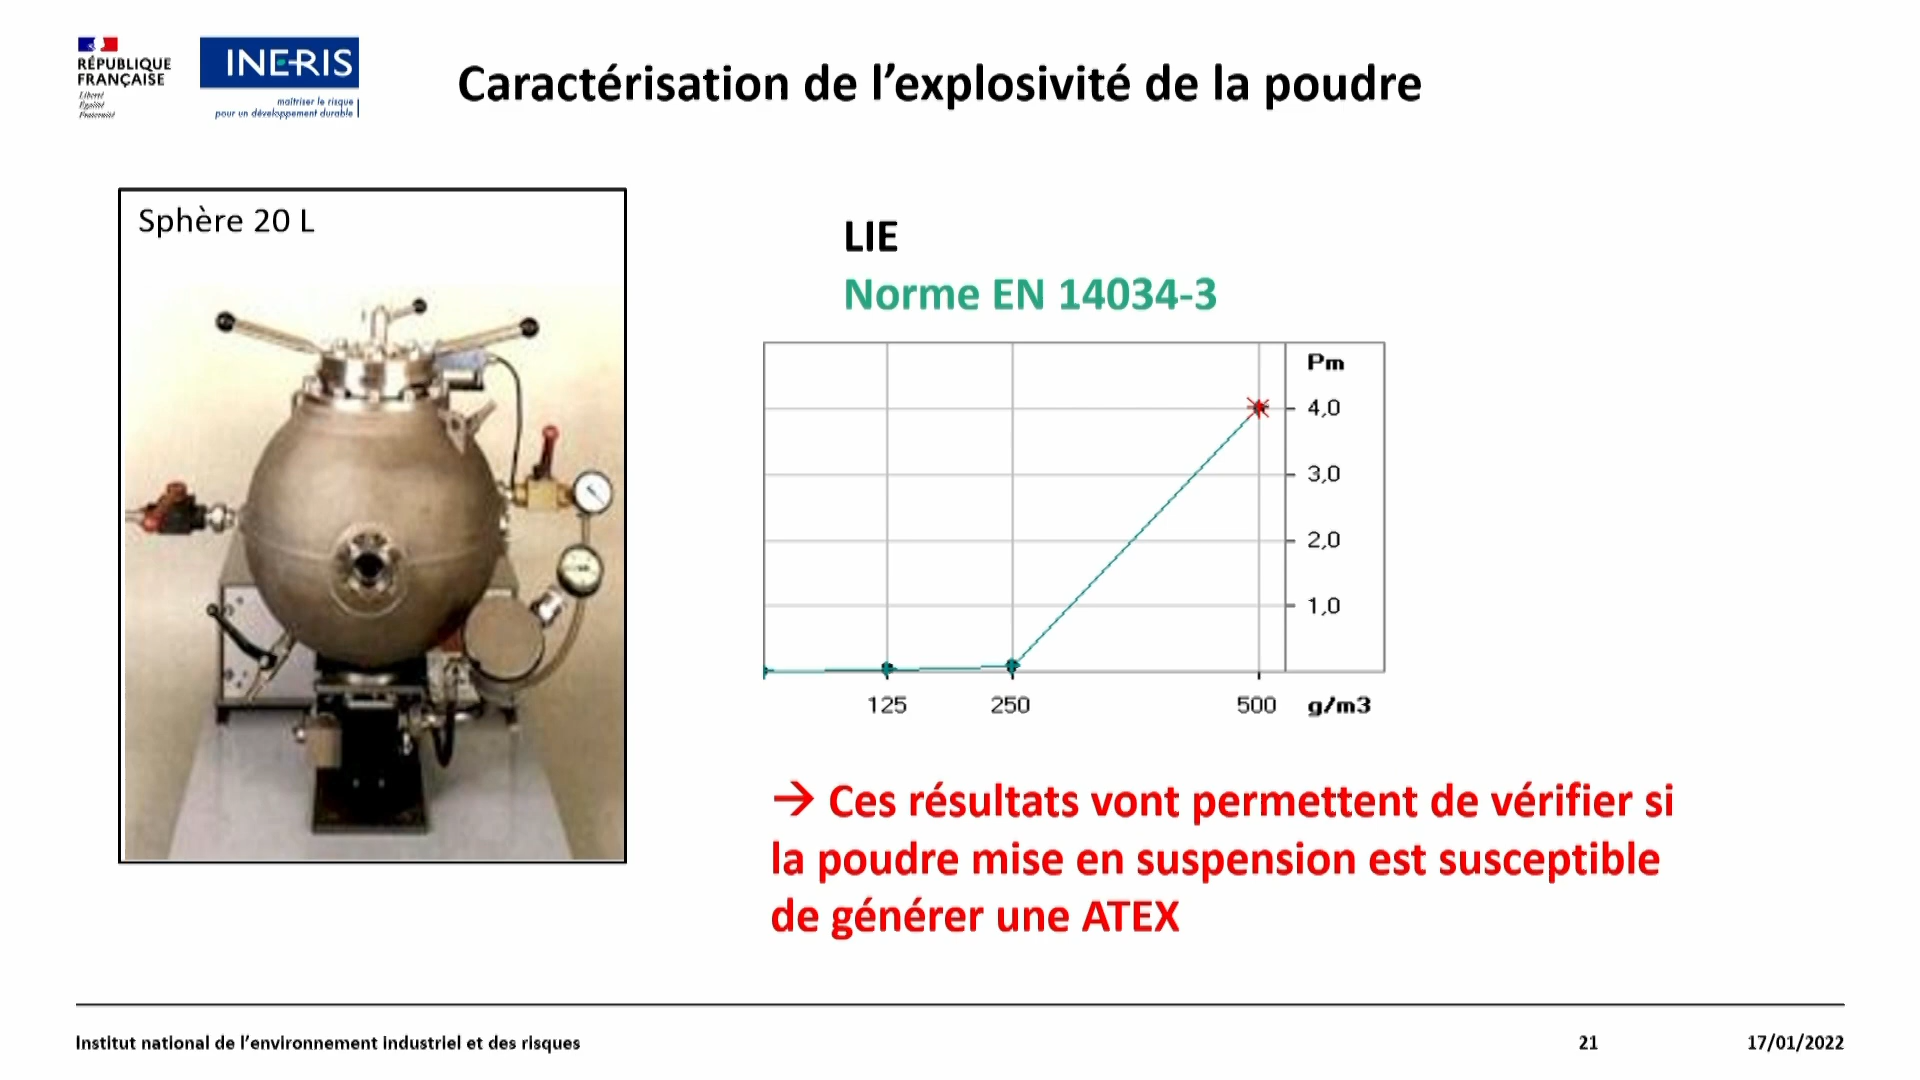 RÉPUBLIQUE
FRANÇAISE
Liberté
Égalité
Fraternité
INERIS
maîtriser le risque
pour un développement durable
Caractérisation de l’explosivité de la poudre
Sphère 20 L
LIE
Norme EN 14034-3
Pm
4,0
3,0
2,0
1,0
125 250 500 g/m3
→ Ces résultats vont permettent de vérifier si
la poudre mise en suspension est susceptible
de générer une ATEX
Institut national de l’environnement industriel et des risques 21 17/01/2022